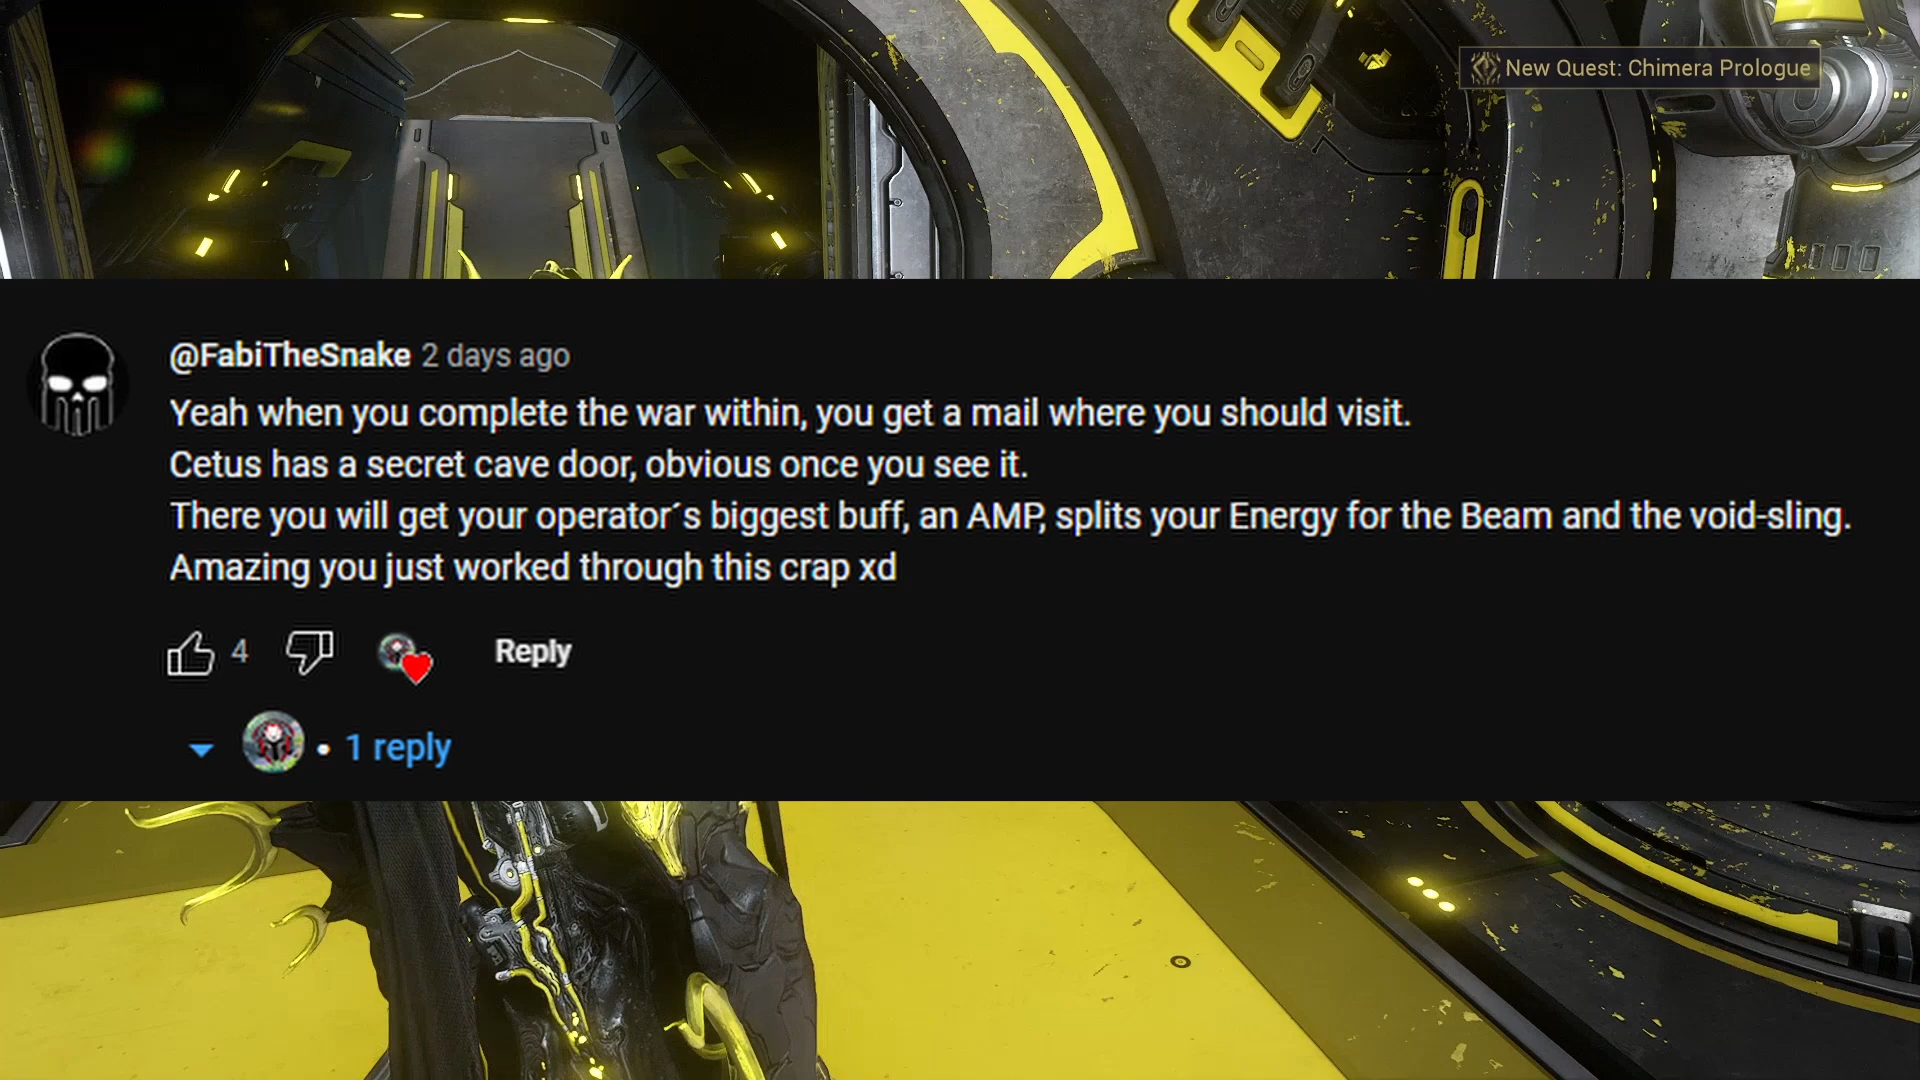 New Quest: Chimera Prologue
@FabiTheSnake 2 days ago
Yeah when you complete the war within, you get a mail where you should visit.
Cetus has a secret cave door, obvious once you see it.
There you will get your operator´s biggest buff, an AMP, splits your Energy for the Beam and the void-sling.
Amazing you just worked through this crap xd
4 Reply
• 1 reply